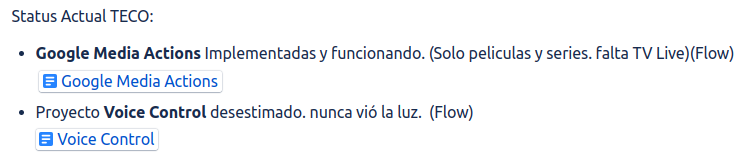 Status Actual TECO:
Google Media Actions Implementadas y funcionando. (Solo peliculas y series. falta TV Live)(Flow)
Google Media Actions
Proyecto Voice Control desestimado. nunca vió la luz. (Flow)
Voice Control